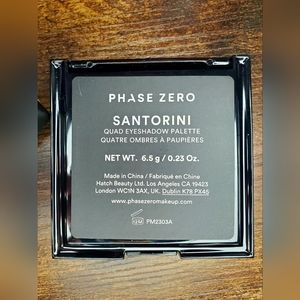 PHASE ZERO
SANTORINI
QUAD EYESHADOW PALETTE
QUATRE OMBRES À PAUPIÈRES
NET WT. 6.5 g / 0.23 Oz.
Made in China / Fabriqué en Chine
Hatch Beauty Ltd. Los Angeles CA 19423
London WC1N 3AX, UK. Dublin K78 PX45
www.phasezeromakeup.com
PM2303A